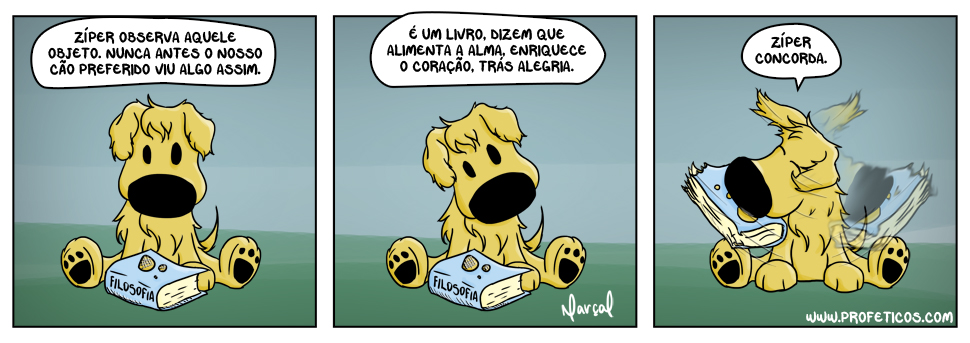 ZÍPER OBSERVA AQUELE
OBJETO. NUNCA ANTES O NOSSO
CÃO PREFERIDO VIU ALGO ASSIM.
FILOSOFIA
É UM LIVRO, DIZEM QUE
ALIMENTA A ALMA, ENRIQUECE
O CORAÇÃO, TRÁS ALEGRIA.
FILOSOFIA
Marçal
ZÍPER
CONCORDA.
WWW.PROFETICOS.COM